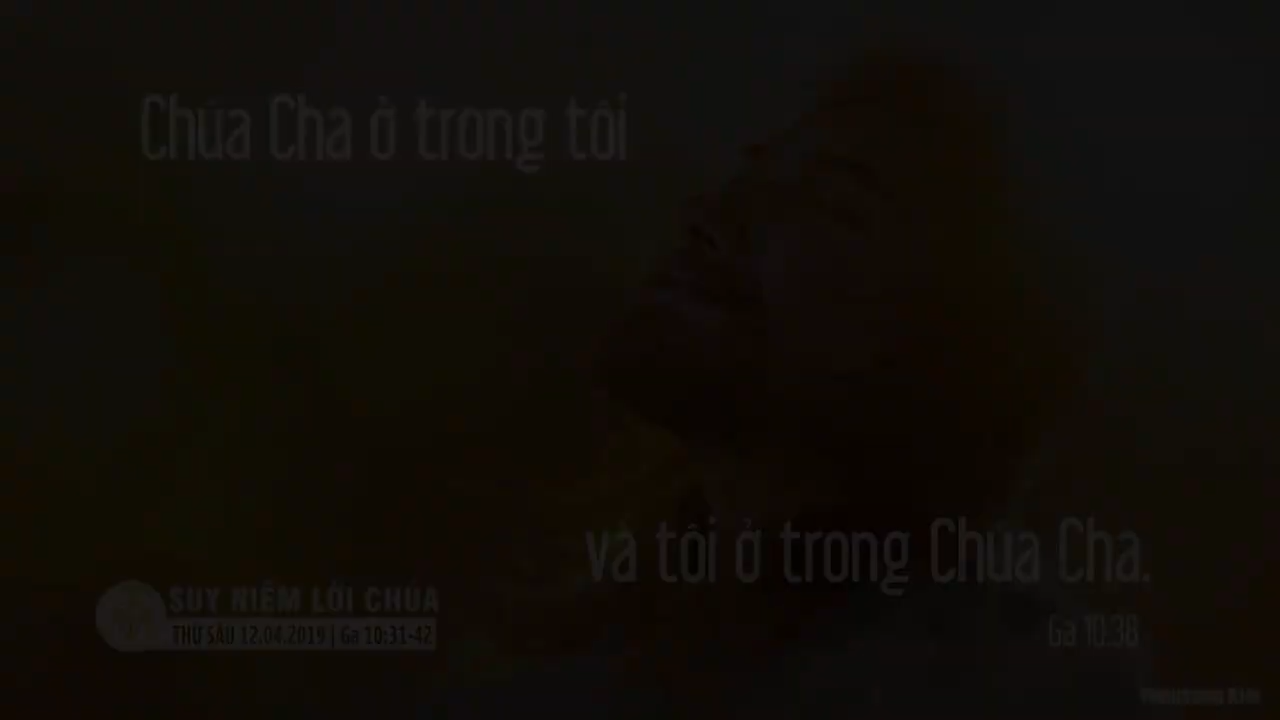 Chúa Cha ở trong tôi
và tôi ở trong Chúa Cha.
Ga 10:38
SUY NIỆM LỜI CHÚA
THỨ SÁU 12.04.2019 | Ga 10:31-42